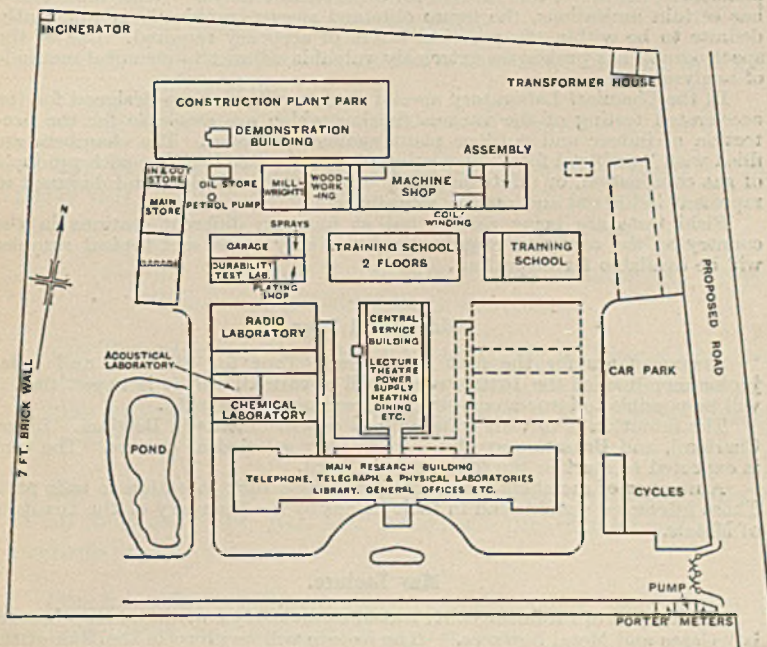 INCINERATOR
TRANSFORMER HOUSE
CONSTRUCTION PLANT PARK
DEMONSTRATION
BUILDING
ASSEMBLY
IN & OUT
STORE
MAIN
STORE
OIL STORE
PETROL PUMP
MILL-
WRIGHTS
WOOD-
WORK-
ING
MACHINE
SHOP
COIL
WINDING
SPRAYS
GARAGE
DURABILITY
TEST LAB.
PLATING
SHOP
TRAINING SCHOOL
2 FLOORS
TRAINING
SCHOOL
N
PROPOSED ROAD
7 FT. BRICK WALL
RADIO
LABORATORY
ACOUSTICAL
LABORATORY
CHEMICAL
LABORATORY
CENTRAL
SERVICE
BUILDING
LECTURE
THEATRE
POWER
SUPPLY
HEATING
DINING
ETC.
CAR PARK
POND
MAIN RESEARCH BUILDING
TELEPHONE, TELEGRAPH & PHYSICAL LABORATORIES
LIBRARY, GENERAL OFFICES ETC.
CYCLES
PUMP
PORTER
METERS